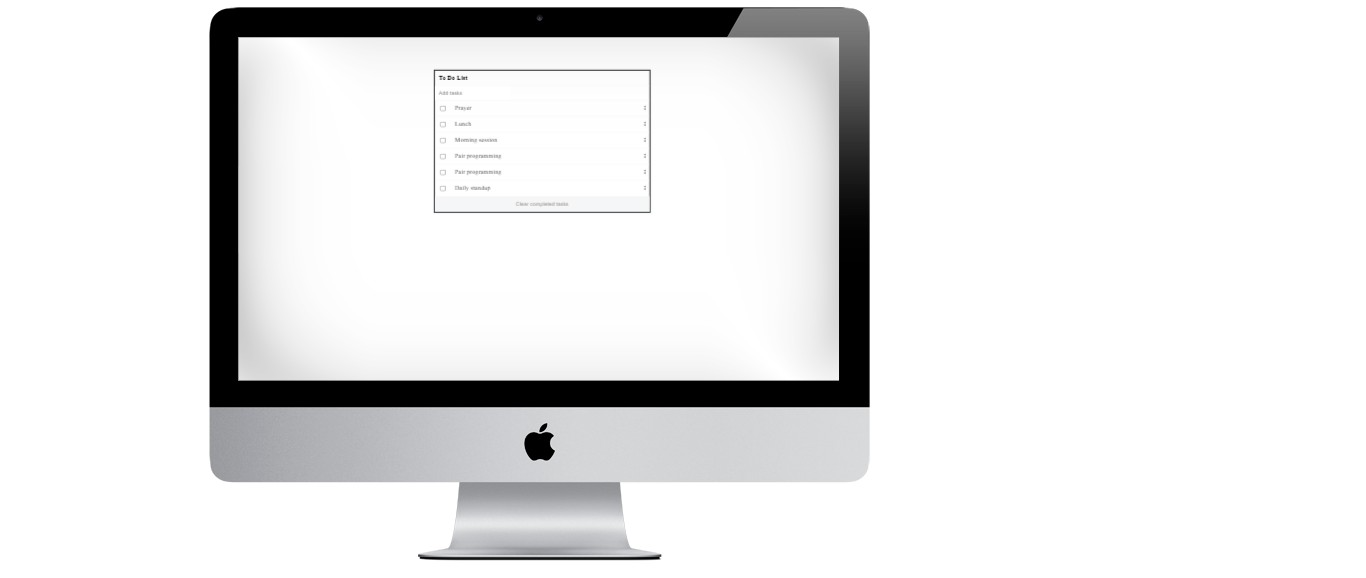 To Do List
Add tasks
Prayer
Lunch
Morning session
Pair programming
Pair programming
Daily standup
Clear completed tasks